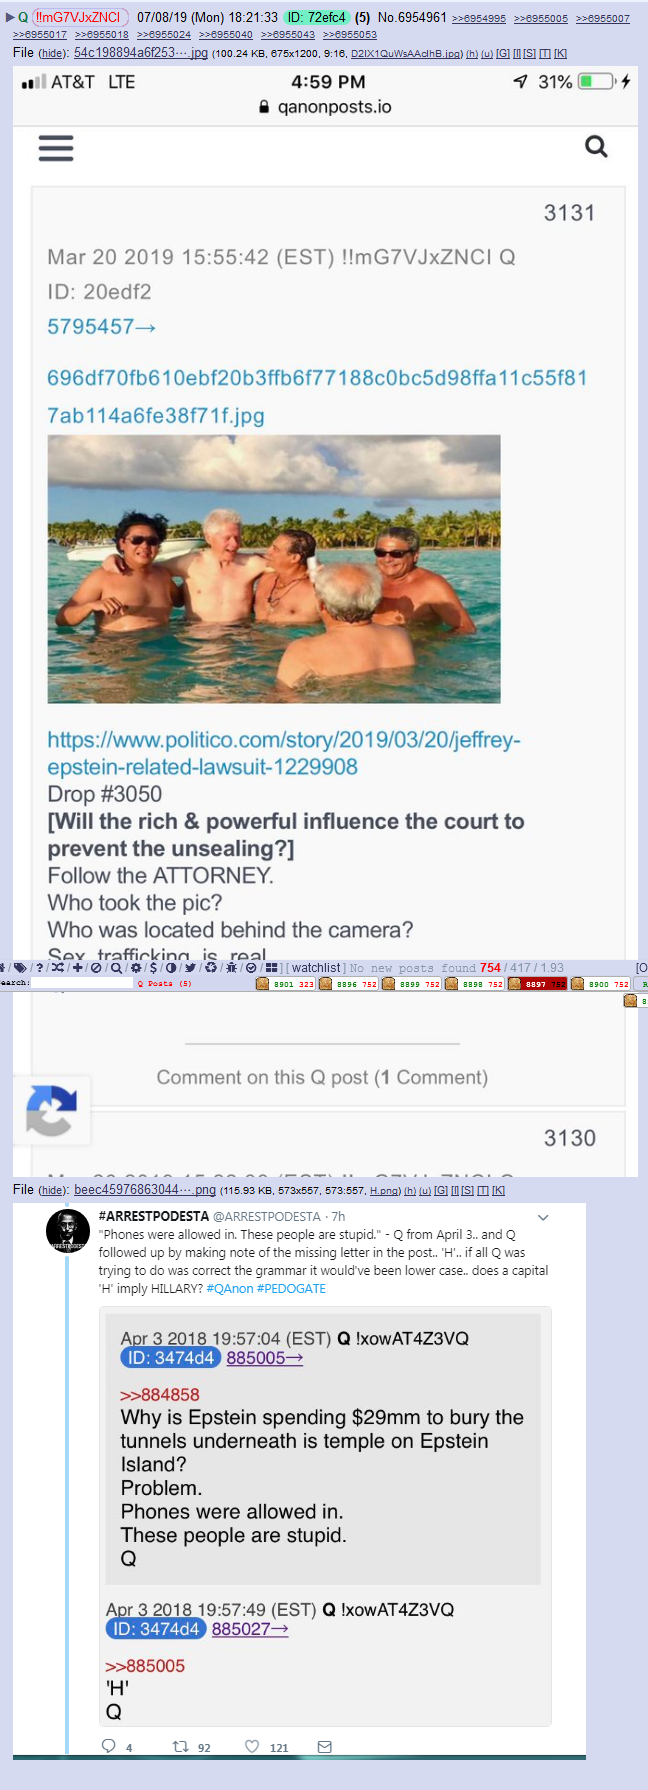 Q !!mG7VJxZNCI 07/08/19 (Mon) 18:21:33 ID: 72efc4 (5) No.6954961 >>6954995 >>6955005 >>6955007
>>6955017 >>6955018 >>6955024 >>6955040 >>6955043 >>6955053
File (hide): 54c198894a6f253···.jpg (100.24 KB, 675x1200, 9:16, D2IX1QuWsAAclhB.jpg) (h) (u) [G] [I] [S] [T] [K]
AT&T LTE 4:59 PM 31%
qanonposts.io
3131
Mar 20 2019 15:55:42 (EST) !!mG7VJxZNCI Q
ID: 20edf2
5795457→
696df70fb610ebf20b3ffb6f77188c0bc5d98ffa11c55f81
7ab114a6fe38f71f.jpg
https://www.politico.com/story/2019/03/20/jeffrey-
epstein-related-lawsuit-1229908
Drop #3050
[Will the rich & powerful influence the court to
prevent the unsealing?]
Follow the ATTORNEY.
Who took the pic?
Who was located behind the camera?
Sex trafficking is real
/ ? / / / / / / $ / / / / / / ] [ watchlist ] No new posts found 754 / 417 / 1.93 [O
earch: Q Posts (5) 8901 323 8896 752 8899 752 8898 752 8897 752 8900 752 R
8
Comment on this Q post (1 Comment)
3130
File (hide): beec45976863044···.png (115.93 KB, 573x557, 573:557, H.png) (h) (u) [G] [I] [S] [T] [K]
#ARRESTPODESTA @ARRESTPODESTA · 7h
"Phones were allowed in. These people are stupid." - Q from April 3.. and Q
followed up by making note of the missing letter in the post.. 'H'.. if all Q was
trying to do was correct the grammar it would've been lower case.. does a capital
'H' imply HILLARY? #QAnon #PEDOGATE
Apr 3 2018 19:57:04 (EST) Q !xowAT4Z3VQ
ID: 3474d4 885005→
>>884858
Why is Epstein spending $29mm to bury the
tunnels underneath is temple on Epstein
Island?
Problem.
Phones were allowed in.
These people are stupid.
Q
Apr 3 2018 19:57:49 (EST) Q !xowAT4Z3VQ
ID: 3474d4 885027→
>>885005
'H'
Q
4 92 121